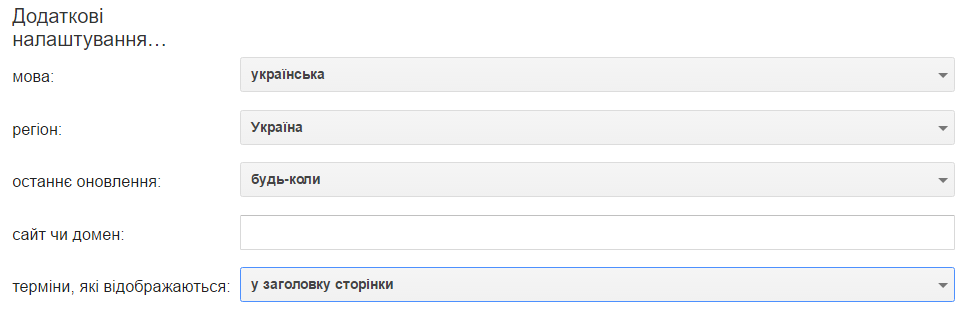 Додаткові
налаштування…
мова:
українська
регіон:
Україна
останнє оновлення:
будь-коли
сайт чи домен:
терміни, які відображаються:
у заголовку сторінки